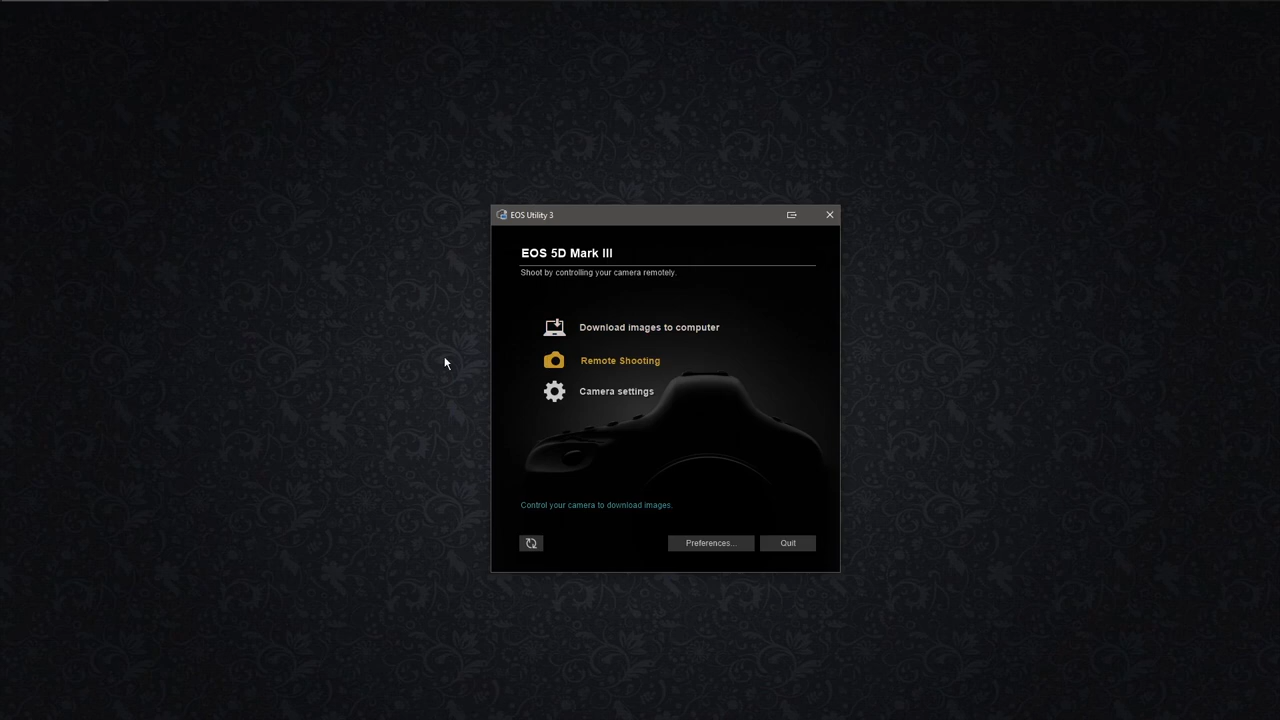 EOS Utility 3
EOS 5D Mark III
Shoot by controlling your camera remotely.
Download images to computer
Remote Shooting
Camera settings
Control your camera to download images.
Preferences...
Quit